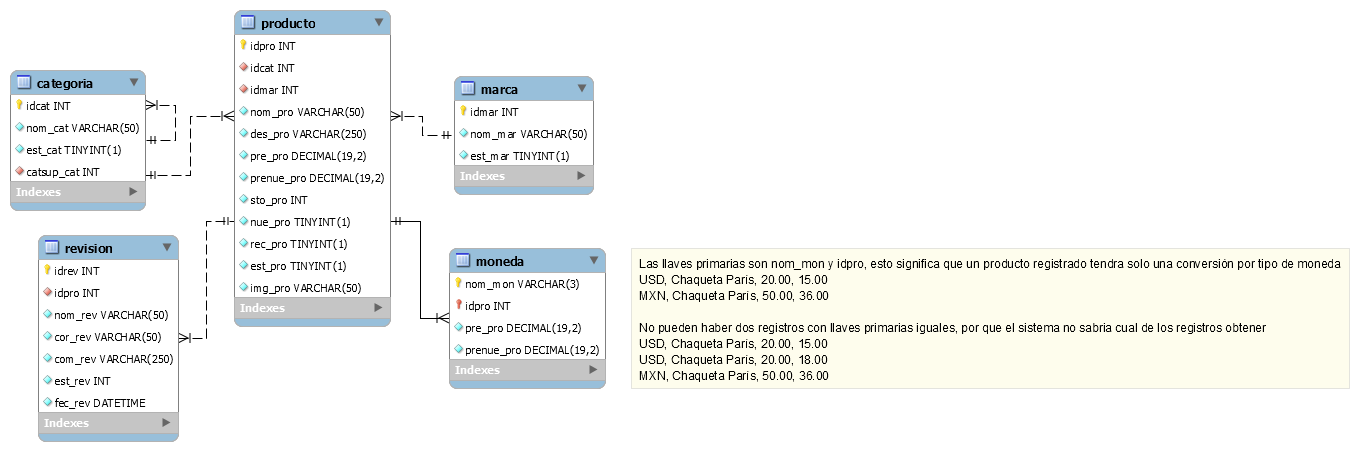 producto
idpro INT
idcat INT
idmar INT
nom_pro VARCHAR(50)
des_pro VARCHAR(250)
pre_pro DECIMAL(19,2)
prenue_pro DECIMAL(19,2)
sto_pro INT
nue_pro TINYINT(1)
rec_pro TINYINT(1)
est_pro TINYINT(1)
img_pro VARCHAR(50)
Indexes
categoria
idcat INT
nom_cat VARCHAR(50)
est_cat TINYINT(1)
catsup_cat INT
Indexes
marca
idmar INT
nom_mar VARCHAR(50)
est_mar TINYINT(1)
Indexes
revision
idrev INT
idpro INT
nom_rev VARCHAR(50)
cor_rev VARCHAR(50)
com_rev VARCHAR(250)
est_rev INT
fec_rev DATETIME
Indexes
moneda
nom_mon VARCHAR(3)
idpro INT
pre_pro DECIMAL(19,2)
prenue_pro DECIMAL(19,2)
Indexes
Las llaves primarias son nom_mon y idpro, esto significa que un producto registrado tendra solo una conversión por tipo de moneda
USD, Chaqueta París, 20.00, 15.00
MXN, Chaqueta París, 50.00, 36.00
No pueden haber dos registros con llaves primarias iguales, por que el sistema no sabría cual de los registros obtener
USD, Chaqueta París, 20.00, 15.00
USD, Chaqueta París, 20.00, 18.00
MXN, Chaqueta París, 50.00, 36.00